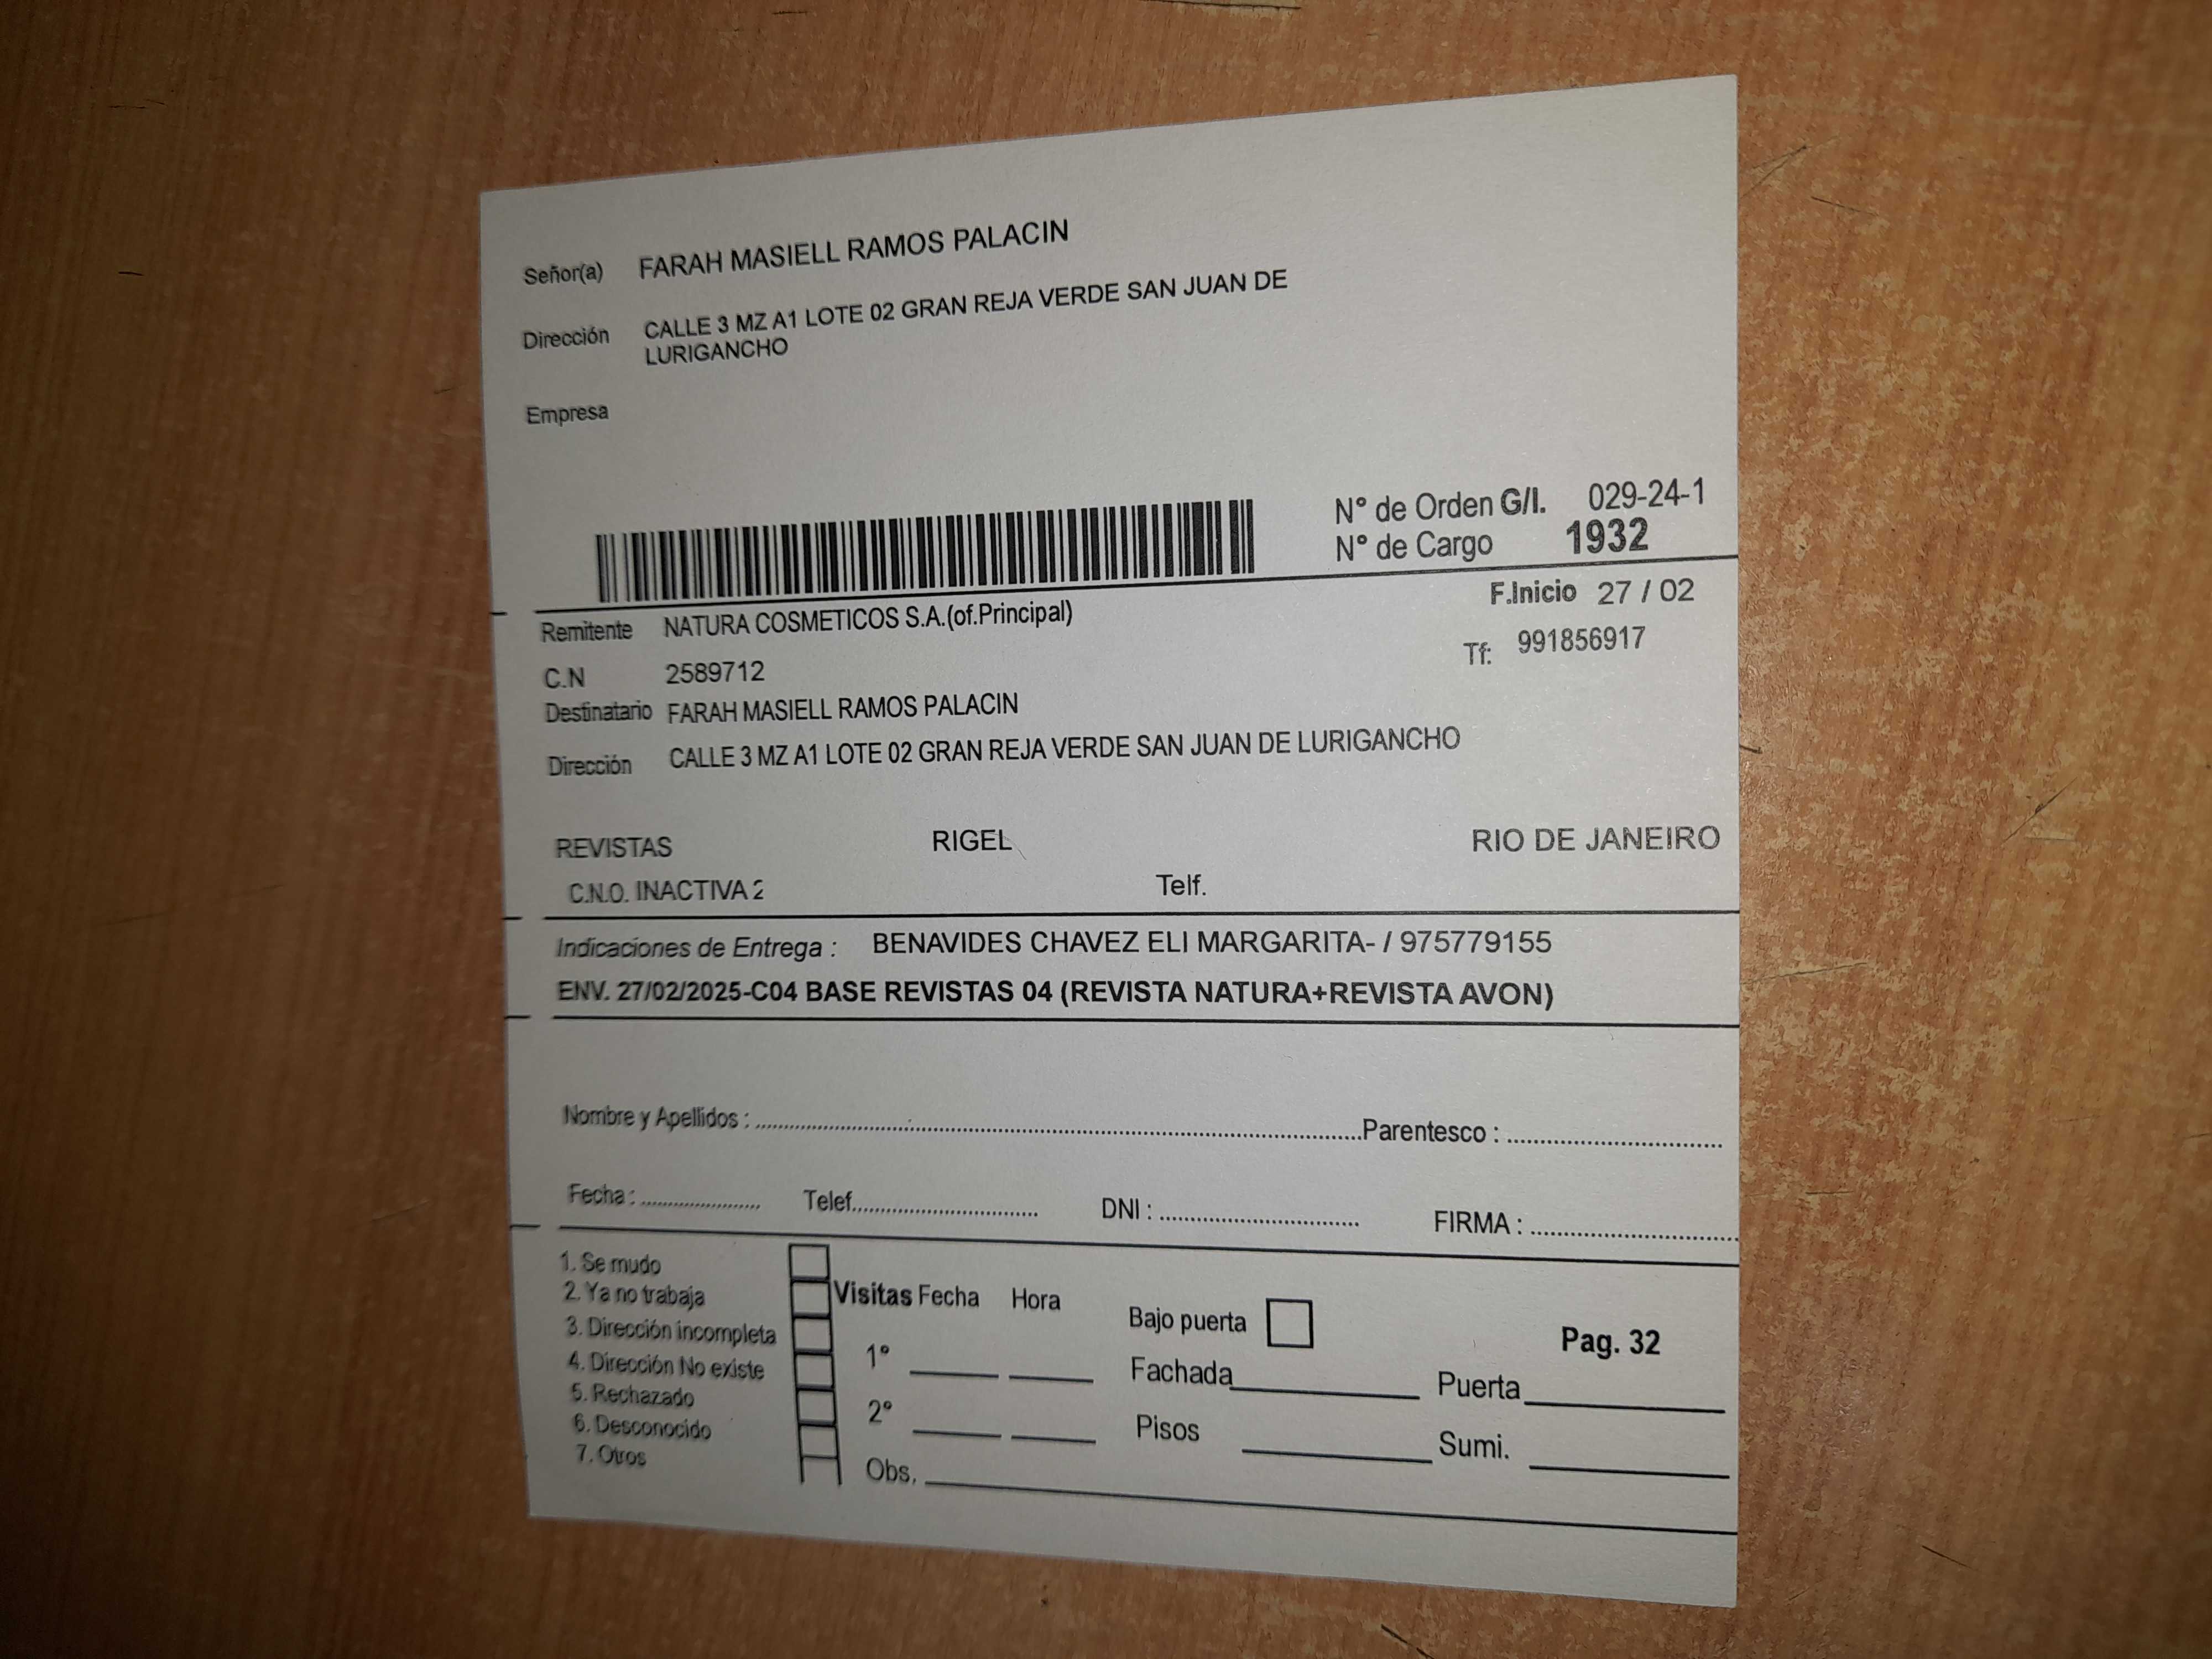 Señor(a) FARAH MASIELL RAMOS PALACIN
Dirección CALLE 3 MZ A1 LOTE 02 GRAN REJA VERDE SAN JUAN DE
LURIGANCHO
Empresa
N° de Orden G/I. 029-24-1
N° de Cargo 1932
F.Inicio 27 / 02
Remitente NATURA COSMETICOS S.A.(of.Principal)
Tf: 991856917
C.N 2589712
Destinatario FARAH MASIELL RAMOS PALACIN
Dirección CALLE 3 MZ A1 LOTE 02 GRAN REJA VERDE SAN JUAN DE LURIGANCHO
REVISTAS RIGEL RIO DE JANEIRO
C.N.O. INACTIVA 2 Telf.
Indicaciones de Entrega : BENAVIDES CHAVEZ ELI MARGARITA- / 975779155
ENV. 27/02/2025-C04 BASE REVISTAS 04 (REVISTA NATURA+REVISTA AVON)
Nombre y Apellidos : Parentesco :
Fecha : Telef. DNI : FIRMA :
1. Se mudo
2. Ya no trabaja
3. Dirección incompleta
4. Dirección No existe
5. Rechazado
6. Desconocido
7. Otros
Visitas Fecha Hora
1°
2°
Obs.
Bajo puerta
Pag. 32
Fachada Puerta
Pisos Sumi.